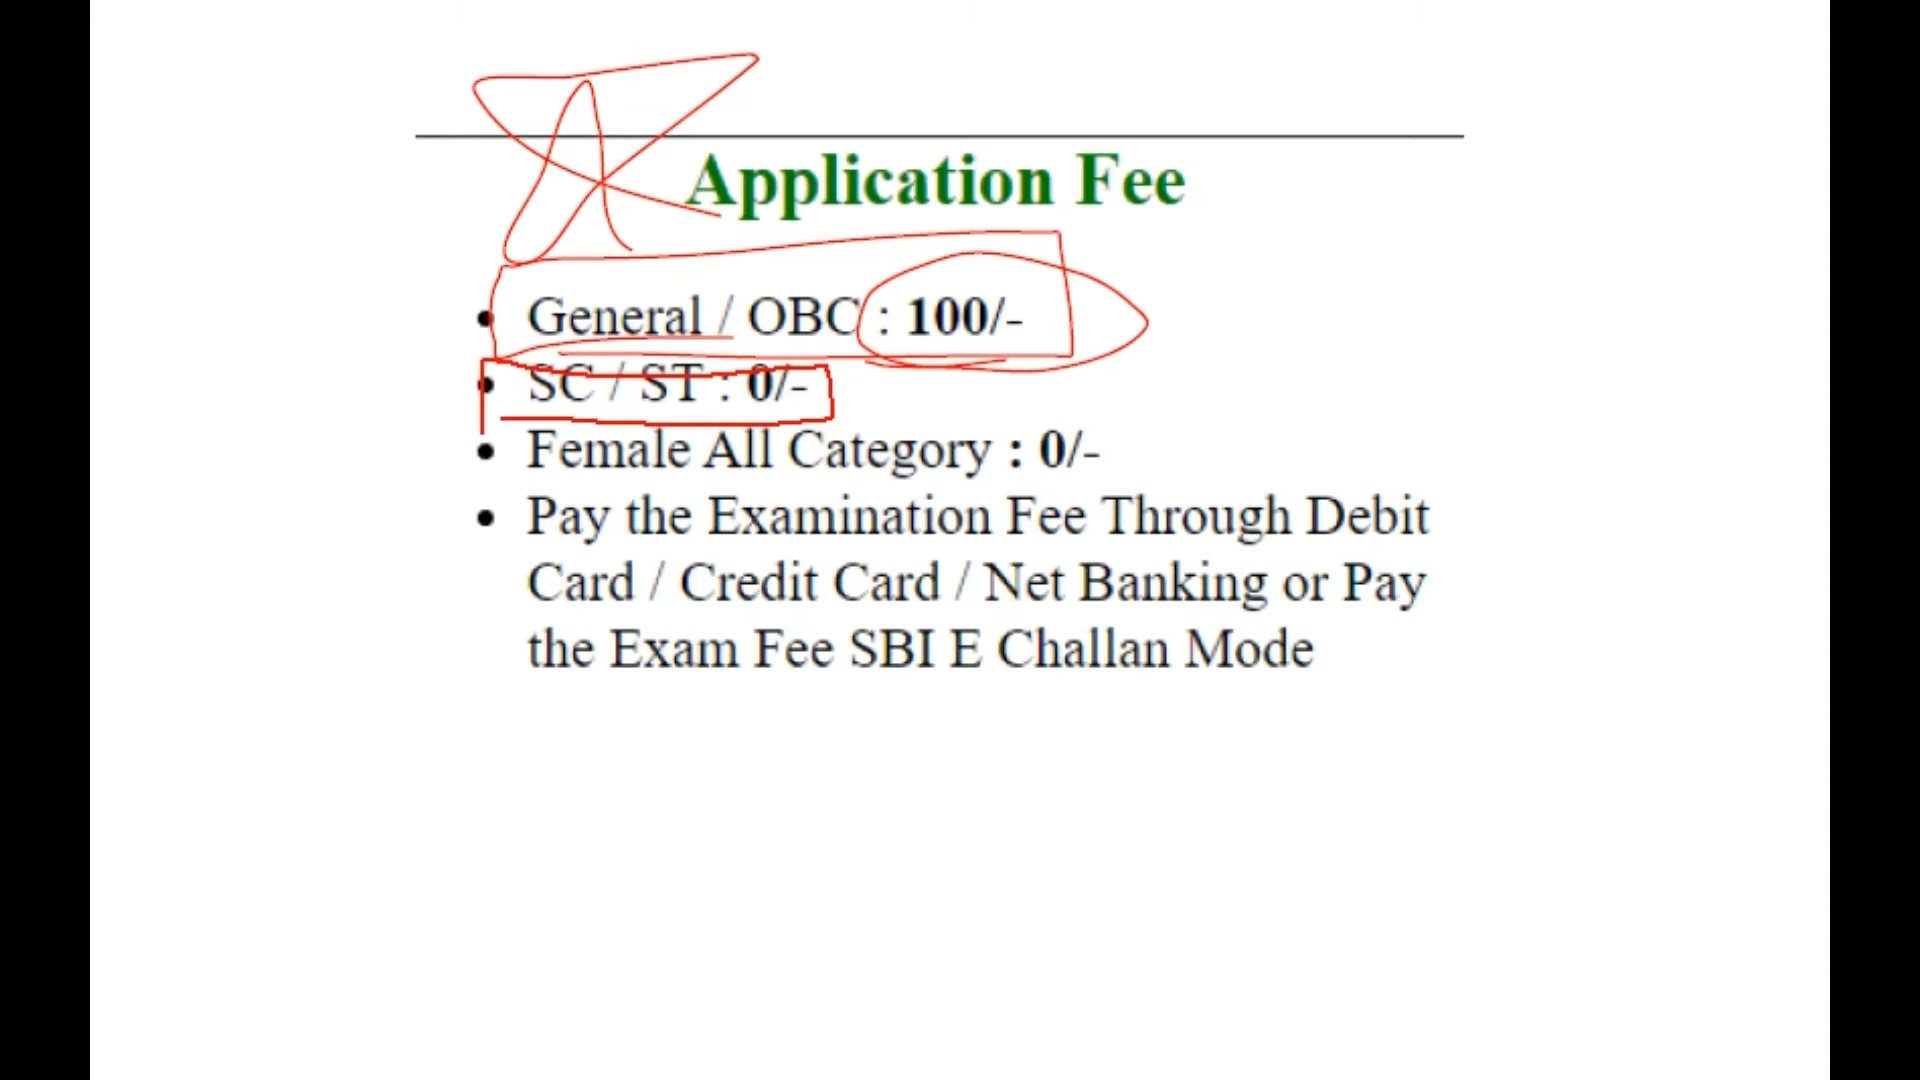 Application Fee
General / OBC : 100/-
SC / ST : 0/-
Female All Category : 0/-
Pay the Examination Fee Through Debit
Card / Credit Card / Net Banking or Pay
the Exam Fee SBI E Challan Mode